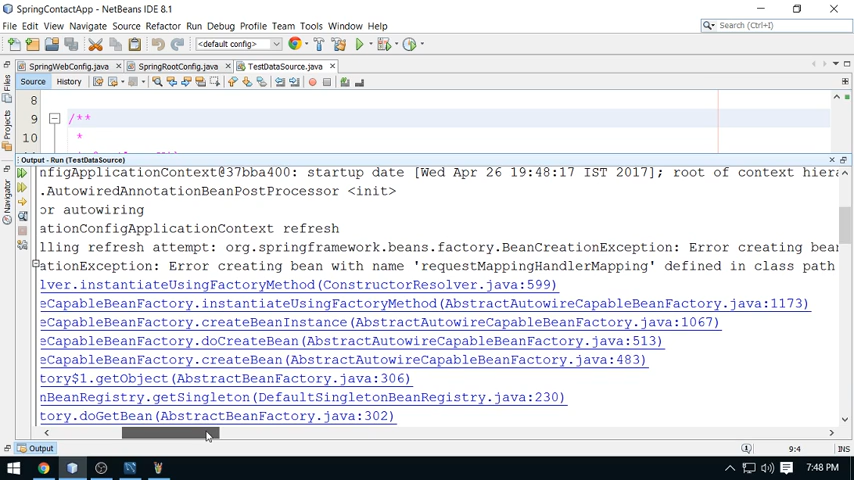 SpringContactApp - NetBeans IDE 8.1
File Edit View Navigate Source Refactor Run Debug Profile Team Tools Window Help
Search (Ctrl+I)
<default config>
SpringWebConfig.java SpringRootConfig.java TestDataSource.java
Source History
8
9 /**
10 *
Output - Run (TestDataSource)
nfigApplicationContext@37bba400: startup date [Wed Apr 26 19:48:17 IST 2017]; root of context hiera
.AutowiredAnnotationBeanPostProcessor <init>
or autowiring
ationConfigApplicationContext refresh
lling refresh attempt: org.springframework.beans.factory.BeanCreationException: Error creating bean
ationException: Error creating bean with name 'requestMappingHandlerMapping' defined in class path
lver.instantiateUsingFactoryMethod(ConstructorResolver.java:599)
eCapableBeanFactory.instantiateUsingFactoryMethod(AbstractAutowireCapableBeanFactory.java:1173)
eCapableBeanFactory.createBeanInstance(AbstractAutowireCapableBeanFactory.java:1067)
eCapableBeanFactory.doCreateBean(AbstractAutowireCapableBeanFactory.java:513)
eCapableBeanFactory.createBean(AbstractAutowireCapableBeanFactory.java:483)
tory$1.getObject(AbstractBeanFactory.java:306)
nBeanRegistry.getSingleton(DefaultSingletonBeanRegistry.java:230)
tory.doGetBean(AbstractBeanFactory.java:302)
Files
Projects
Navigator
Output
9:4 INS
7:48 PM